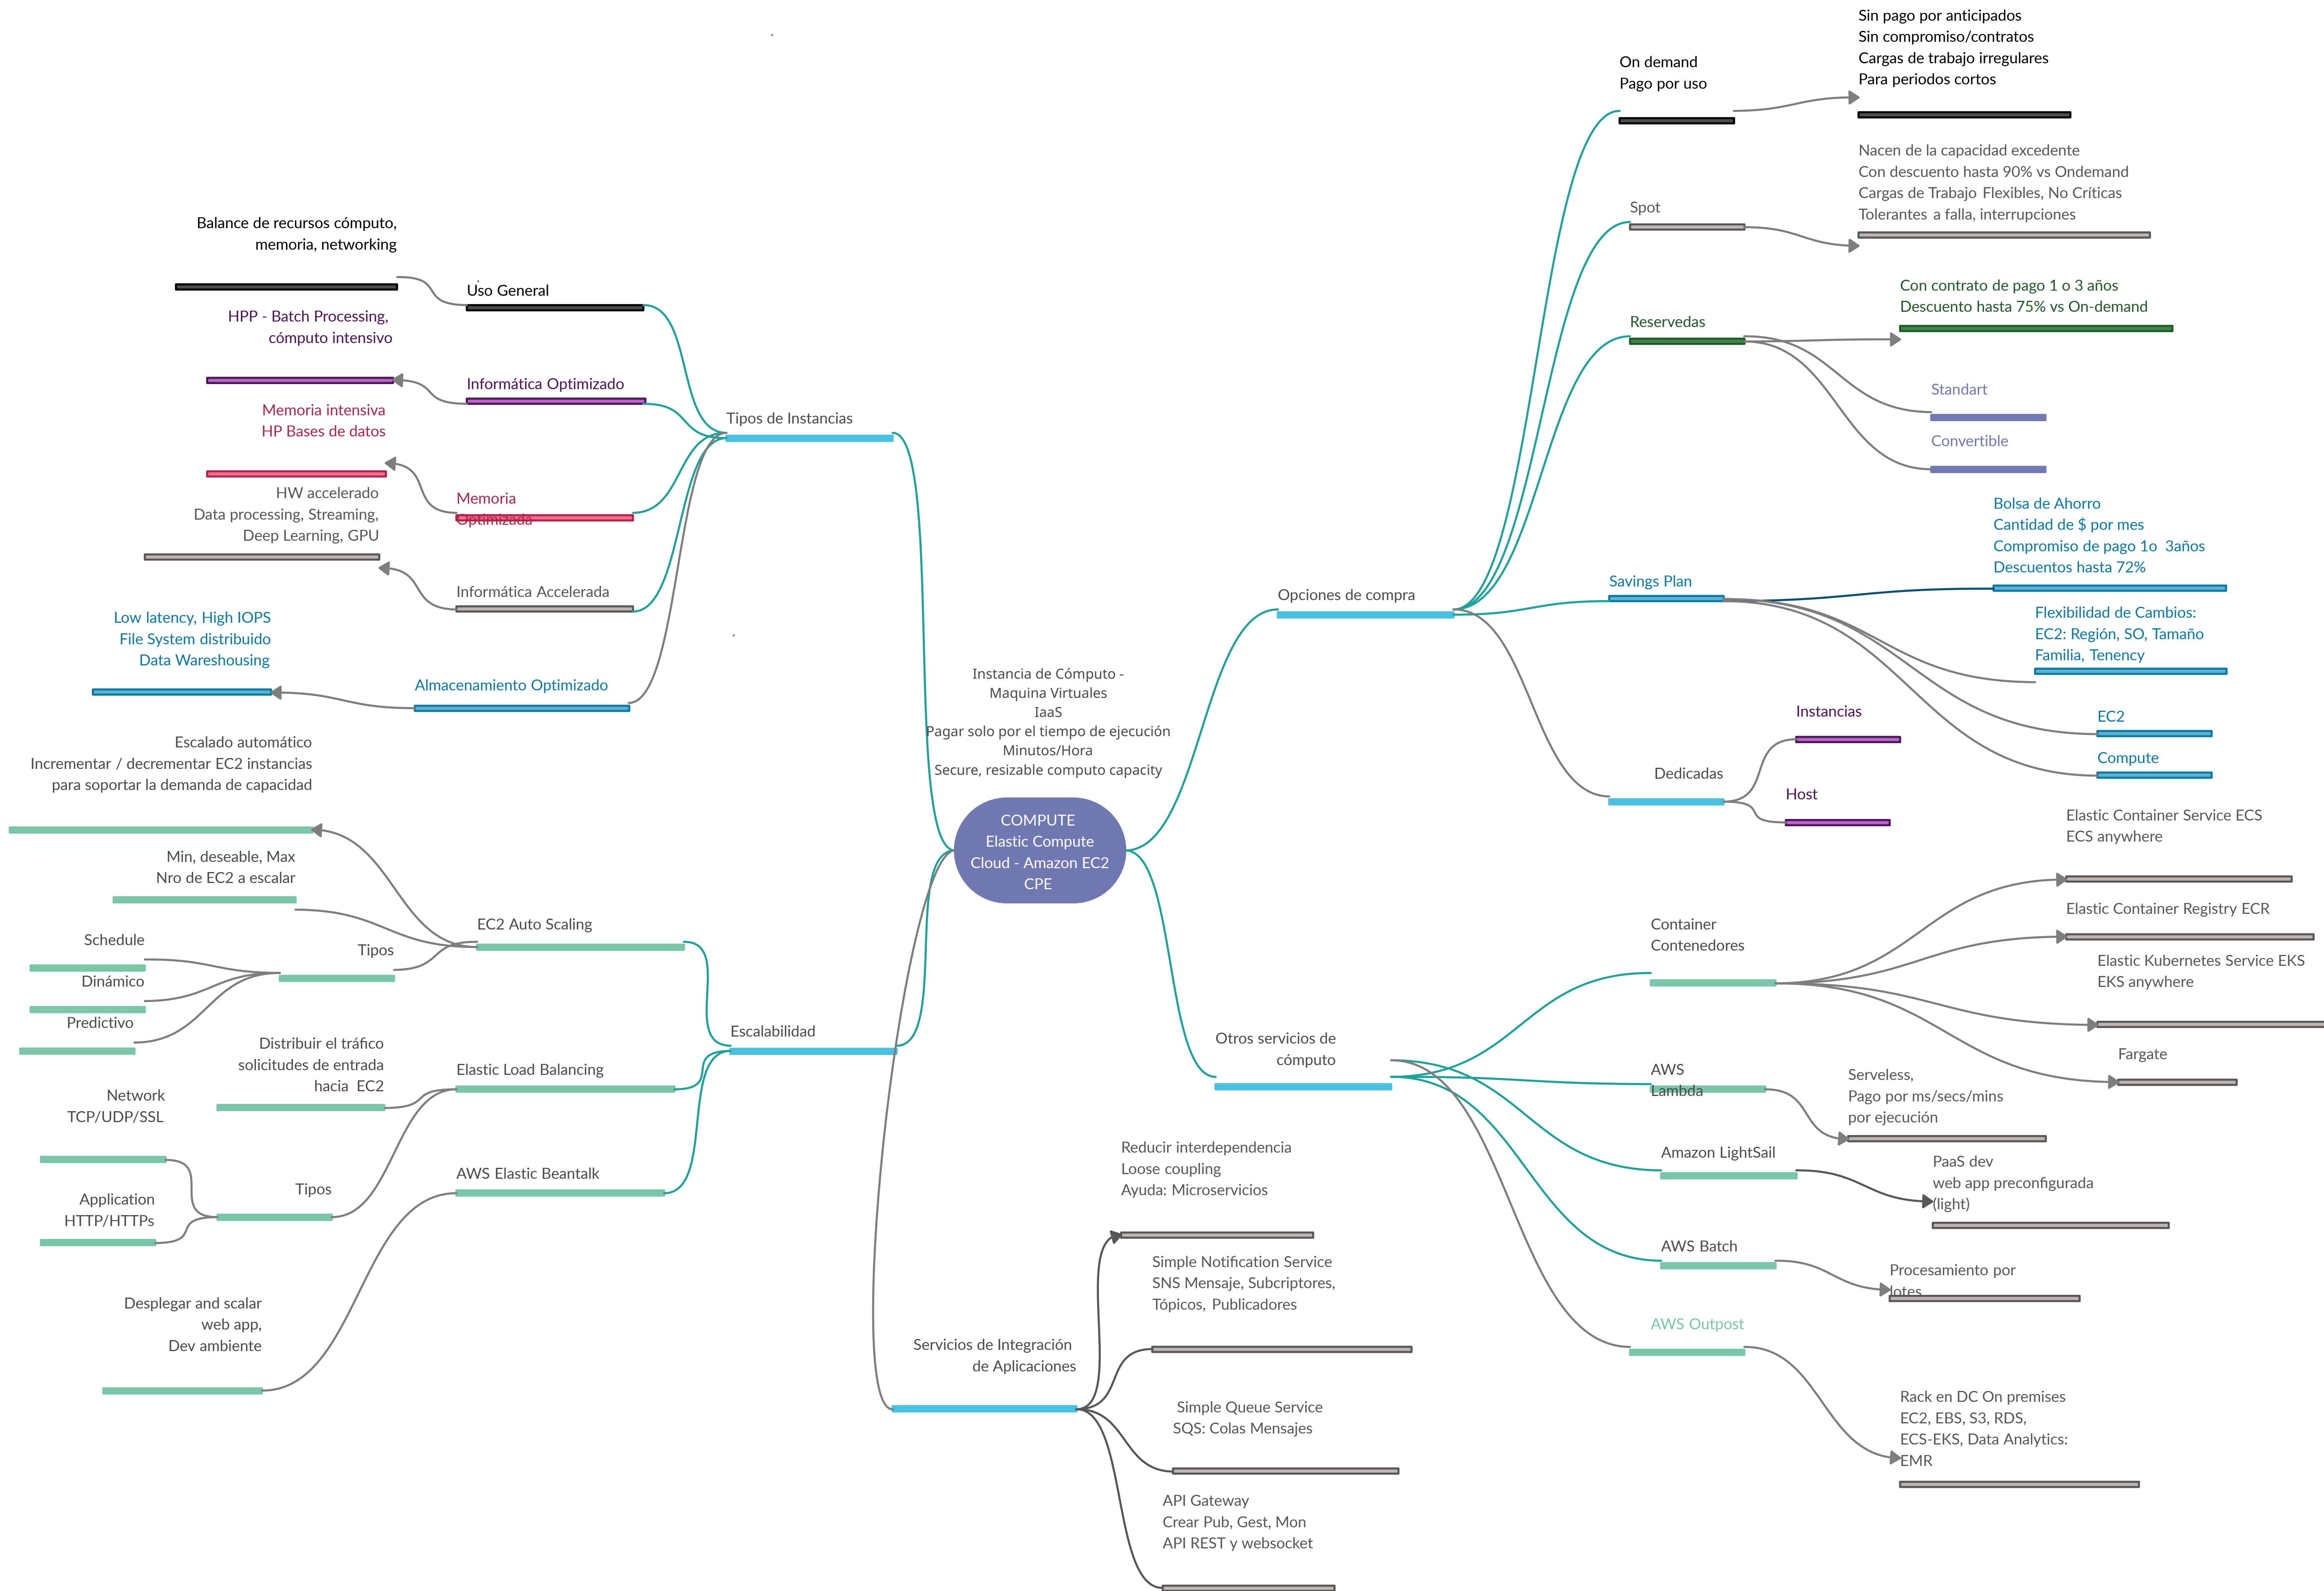 Instancia de Cómputo -
Maquina Virtuales
IaaS
Pagar solo por el tiempo de ejecución
Minutos/Hora
Secure, resizable computo capacity
COMPUTE
Elastic Compute
Cloud - Amazon EC2
CPE
Tipos de Instancias
Uso General
Balance de recursos cómputo,
memoria, networking
Informática Optimizado
HPP - Batch Processing,
cómputo intensivo
Memoria
Optimizada
Memoria intensiva
HP Bases de datos
Informática Accelerada
HW accelerado
Data processing, Streaming,
Deep Learning, GPU
Almacenamiento Optimizado
Low latency, High IOPS
File System distribuido
Data Wareshousing
Escalabilidad
EC2 Auto Scaling
Escalado automático
Incrementar / decrementar EC2 instancias
para soportar la demanda de capacidad
Min, deseable, Max
Nro de EC2 a escalar
Tipos
Schedule
Dinámico
Predictivo
Elastic Load Balancing
Distribuir el tráfico
solicitudes de entrada
hacia EC2
Tipos
Network
TCP/UDP/SSL
Application
HTTP/HTTPs
AWS Elastic Beantalk
Desplegar and scalar
web app,
Dev ambiente
Servicios de Integración
de Aplicaciones
Reducir interdependencia
Loose coupling
Ayuda: Microservicios
Simple Notification Service
SNS Mensaje, Subcriptores,
Tópicos, Publicadores
Simple Queue Service
SQS: Colas Mensajes
API Gateway
Crear Pub, Gest, Mon
API REST y websocket
Opciones de compra
On demand
Pago por uso
Sin pago por anticipados
Sin compromiso/contratos
Cargas de trabajo irregulares
Para periodos cortos
Spot
Nacen de la capacidad excedente
Con descuento hasta 90% vs Ondemand
Cargas de Trabajo Flexibles, No Críticas
Tolerantes a falla, interrupciones
Reservedas
Con contrato de pago 1 o 3 años
Descuento hasta 75% vs On-demand
Standart
Convertible
Savings Plan
Bolsa de Ahorro
Cantidad de $ por mes
Compromiso de pago 1o 3años
Descuentos hasta 72%
Flexibilidad de Cambios:
EC2: Región, SO, Tamaño
Familia, Tenency
EC2
Compute
Dedicadas
Instancias
Host
Otros servicios de
cómputo
Container
Contenedores
Elastic Container Service ECS
ECS anywhere
Elastic Container Registry ECR
Elastic Kubernetes Service EKS
EKS anywhere
Fargate
AWS
Lambda
Serveless,
Pago por ms/secs/mins
por ejecución
Amazon LightSail
PaaS dev
web app preconfigurada
(light)
AWS Batch
Procesamiento por
lotes
AWS Outpost
Rack en DC On premises
EC2, EBS, S3, RDS,
ECS-EKS, Data Analytics:
EMR